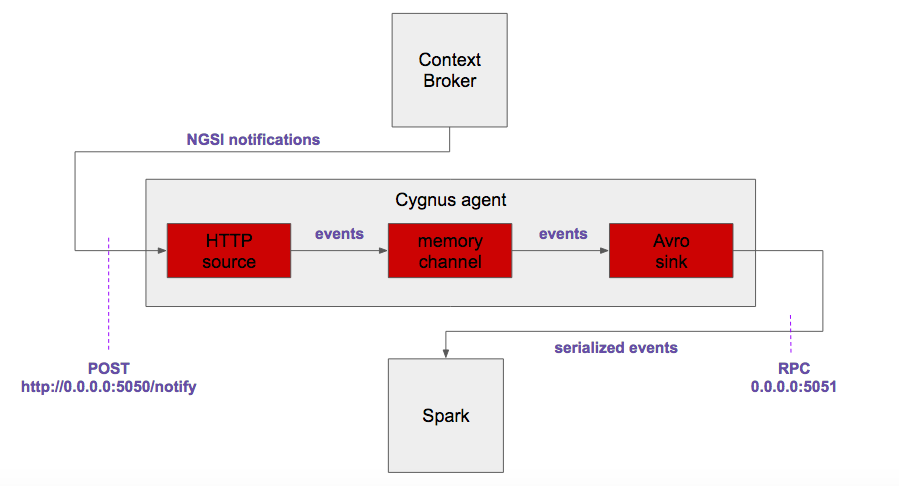 Context
Broker
NGSI notifications
Cygnus agent
HTTP
source
events
memory
channel
events
Avro
sink
serialized events
POST
http://0.0.0.0:5050/notify
RPC
0.0.0.0:5051
Spark